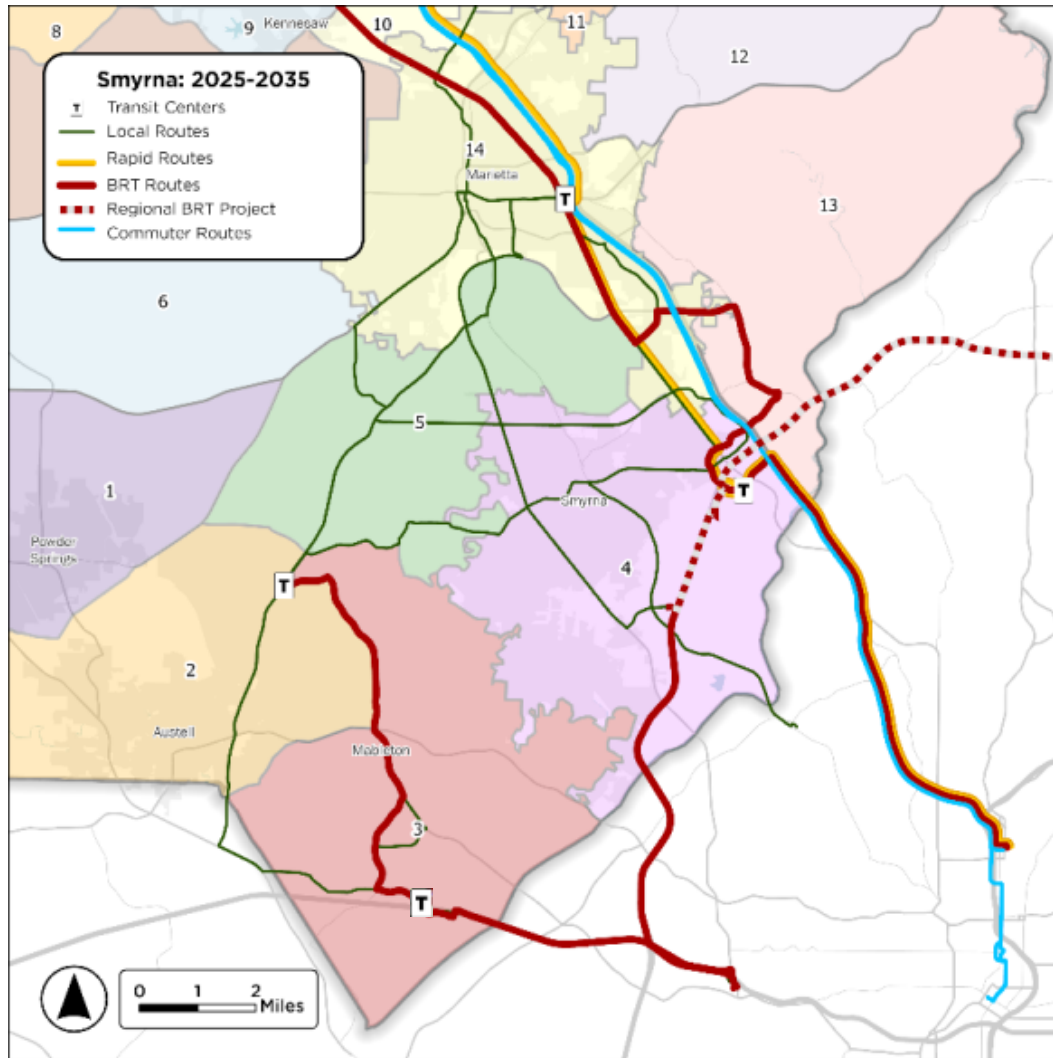 8
9
Kennesaw
10
11
12
Smyrna: 2025-2035
T Transit Centers
Local Routes
Rapid Routes
BRT Routes
Regional BRT Project
Commuter Routes
14
Marietta
T
13
6
5
1
T
Smyrna
Powder
Springs
4
T
2
Austell
Mableton
3
T
0 1 2
Miles